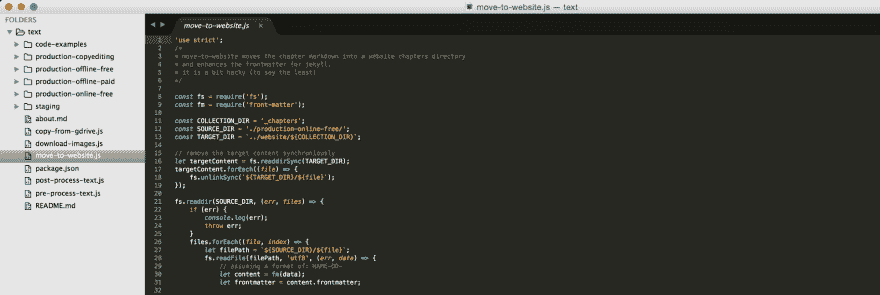 move-to-website.js — text
FOLDERS
text
code-examples
production-copyediting
production-offline-free
production-offline-paid
production-online-free
staging
about.md
copy-from-gdrive.js
download-images.js
move-to-website.js
package.json
post-process-text.js
pre-process-text.js
README.md
move-to-website.js ×
1 'use strict';
2 /*
3 * move-to-website moves the chapter markdown into a website chapters directory
4 * and enhances the frontmatter for jekyll.
5 * it is a bit hacky (to say the least)
6 */
7
8 const fs = require('fs');
9 const fm = require('front-matter');
10
11 const COLLECTION_DIR = '_chapters';
12 const SOURCE_DIR = './production-online-free/';
13 const TARGET_DIR = `../website/${COLLECTION_DIR}`;
14
15 // remove the target content synchronously
16 let targetContent = fs.readdirSync(TARGET_DIR);
17 targetContent.forEach((file) => {
18 fs.unlinkSync(`${TARGET_DIR}/${file}`);
19 });
20
21 fs.readdir(SOURCE_DIR, (err, files) => {
22 if (err) {
23 console.log(err);
24 throw err;
25 }
26 files.forEach((file, index) => {
27 let filePath = `${SOURCE_DIR}/${file}`;
28 fs.readFile(filePath, 'utf8', (err, data) => {
29 // assuming a format of: NAME-00-
30 let content = fm(data);
31 let frontmatter = content.frontmatter;
32